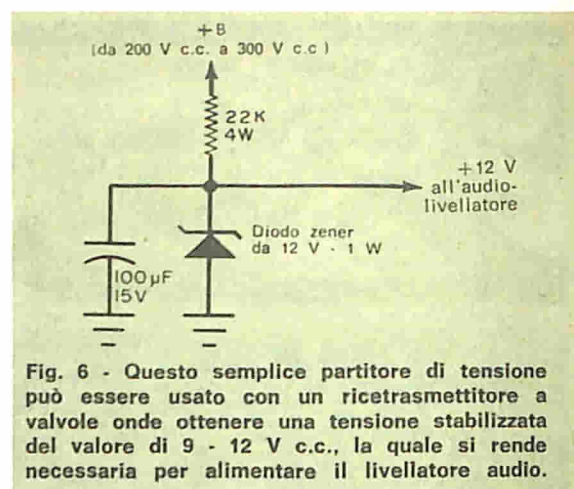 +B
(da 200 V c.c. a 300 V c.c)
22K
4W
+12 V
all'audio-
livellatore
Diodo zener
da 12 V - 1 W
100µF
15V
Fig. 6 - Questo semplice partitore di tensione
può essere usato con un ricetrasmettitore a
valvole onde ottenere una tensione stabilizzata
del valore di 9 - 12 V c.c., la quale si rende
necessaria per alimentare il livellatore audio.